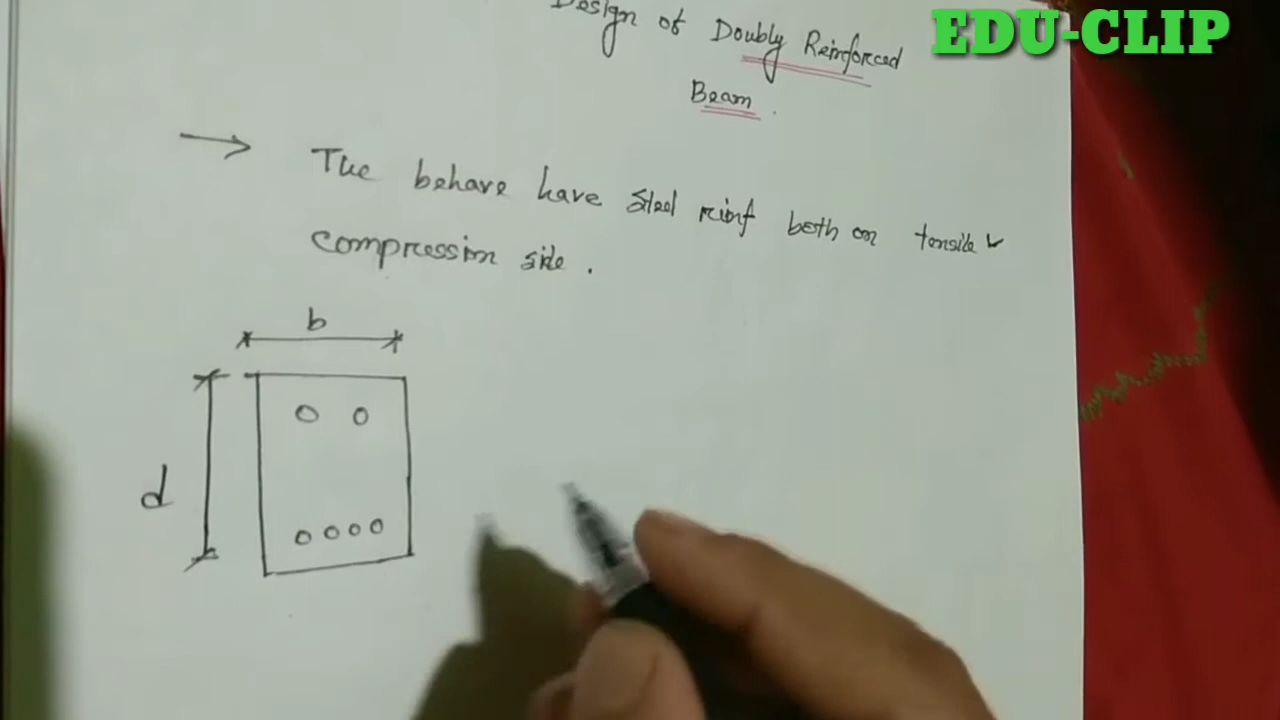 EDU-CLIP
Design of Doubly Reinforced
Beam.
The behave have steel reinf both on tensile
compression side.
b
d